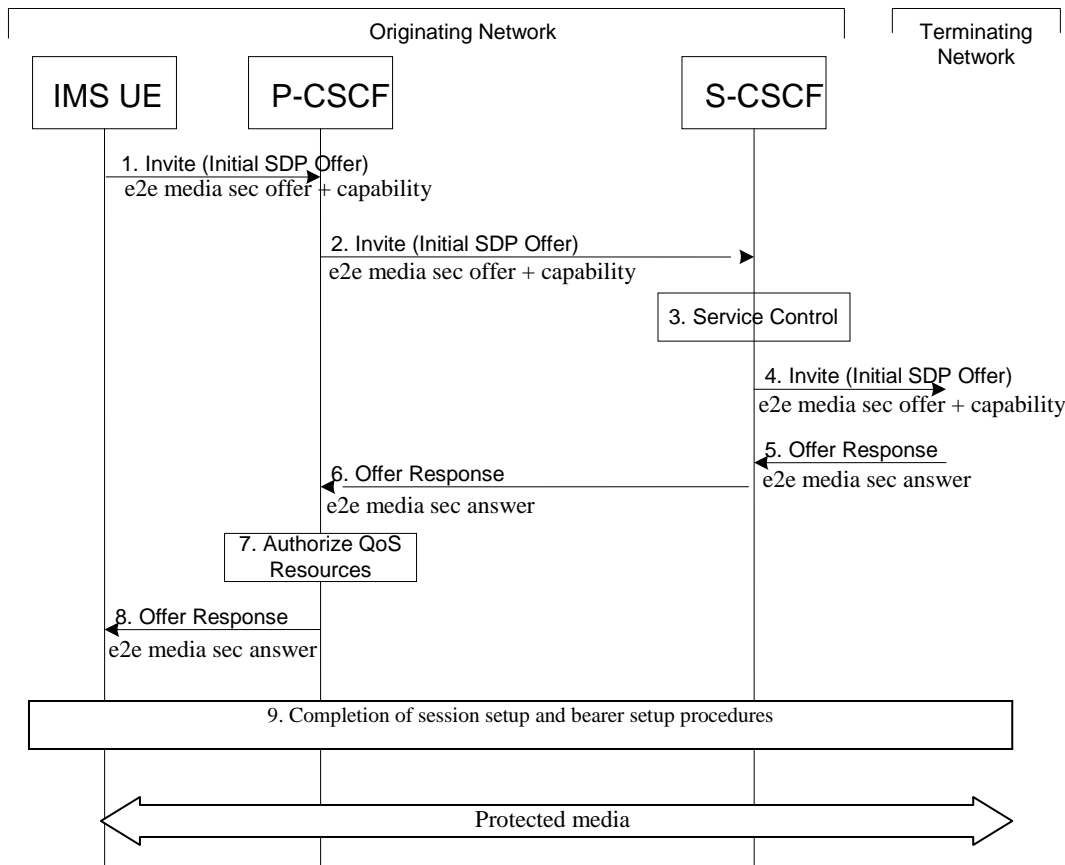 Originating Network
Terminating
Network
IMS UE
P-CSCF
S-CSCF
1. Invite (Initial SDP Offer)
e2e media sec offer + capability
2. Invite (Initial SDP Offer)
e2e media sec offer + capability
3. Service Control
4. Invite (Initial SDP Offer)
e2e media sec offer + capability
5. Offer Response
e2e media sec answer
6. Offer Response
e2e media sec answer
7. Authorize QoS
Resources
8. Offer Response
e2e media sec answer
9. Completion of session setup and bearer setup procedures
Protected media